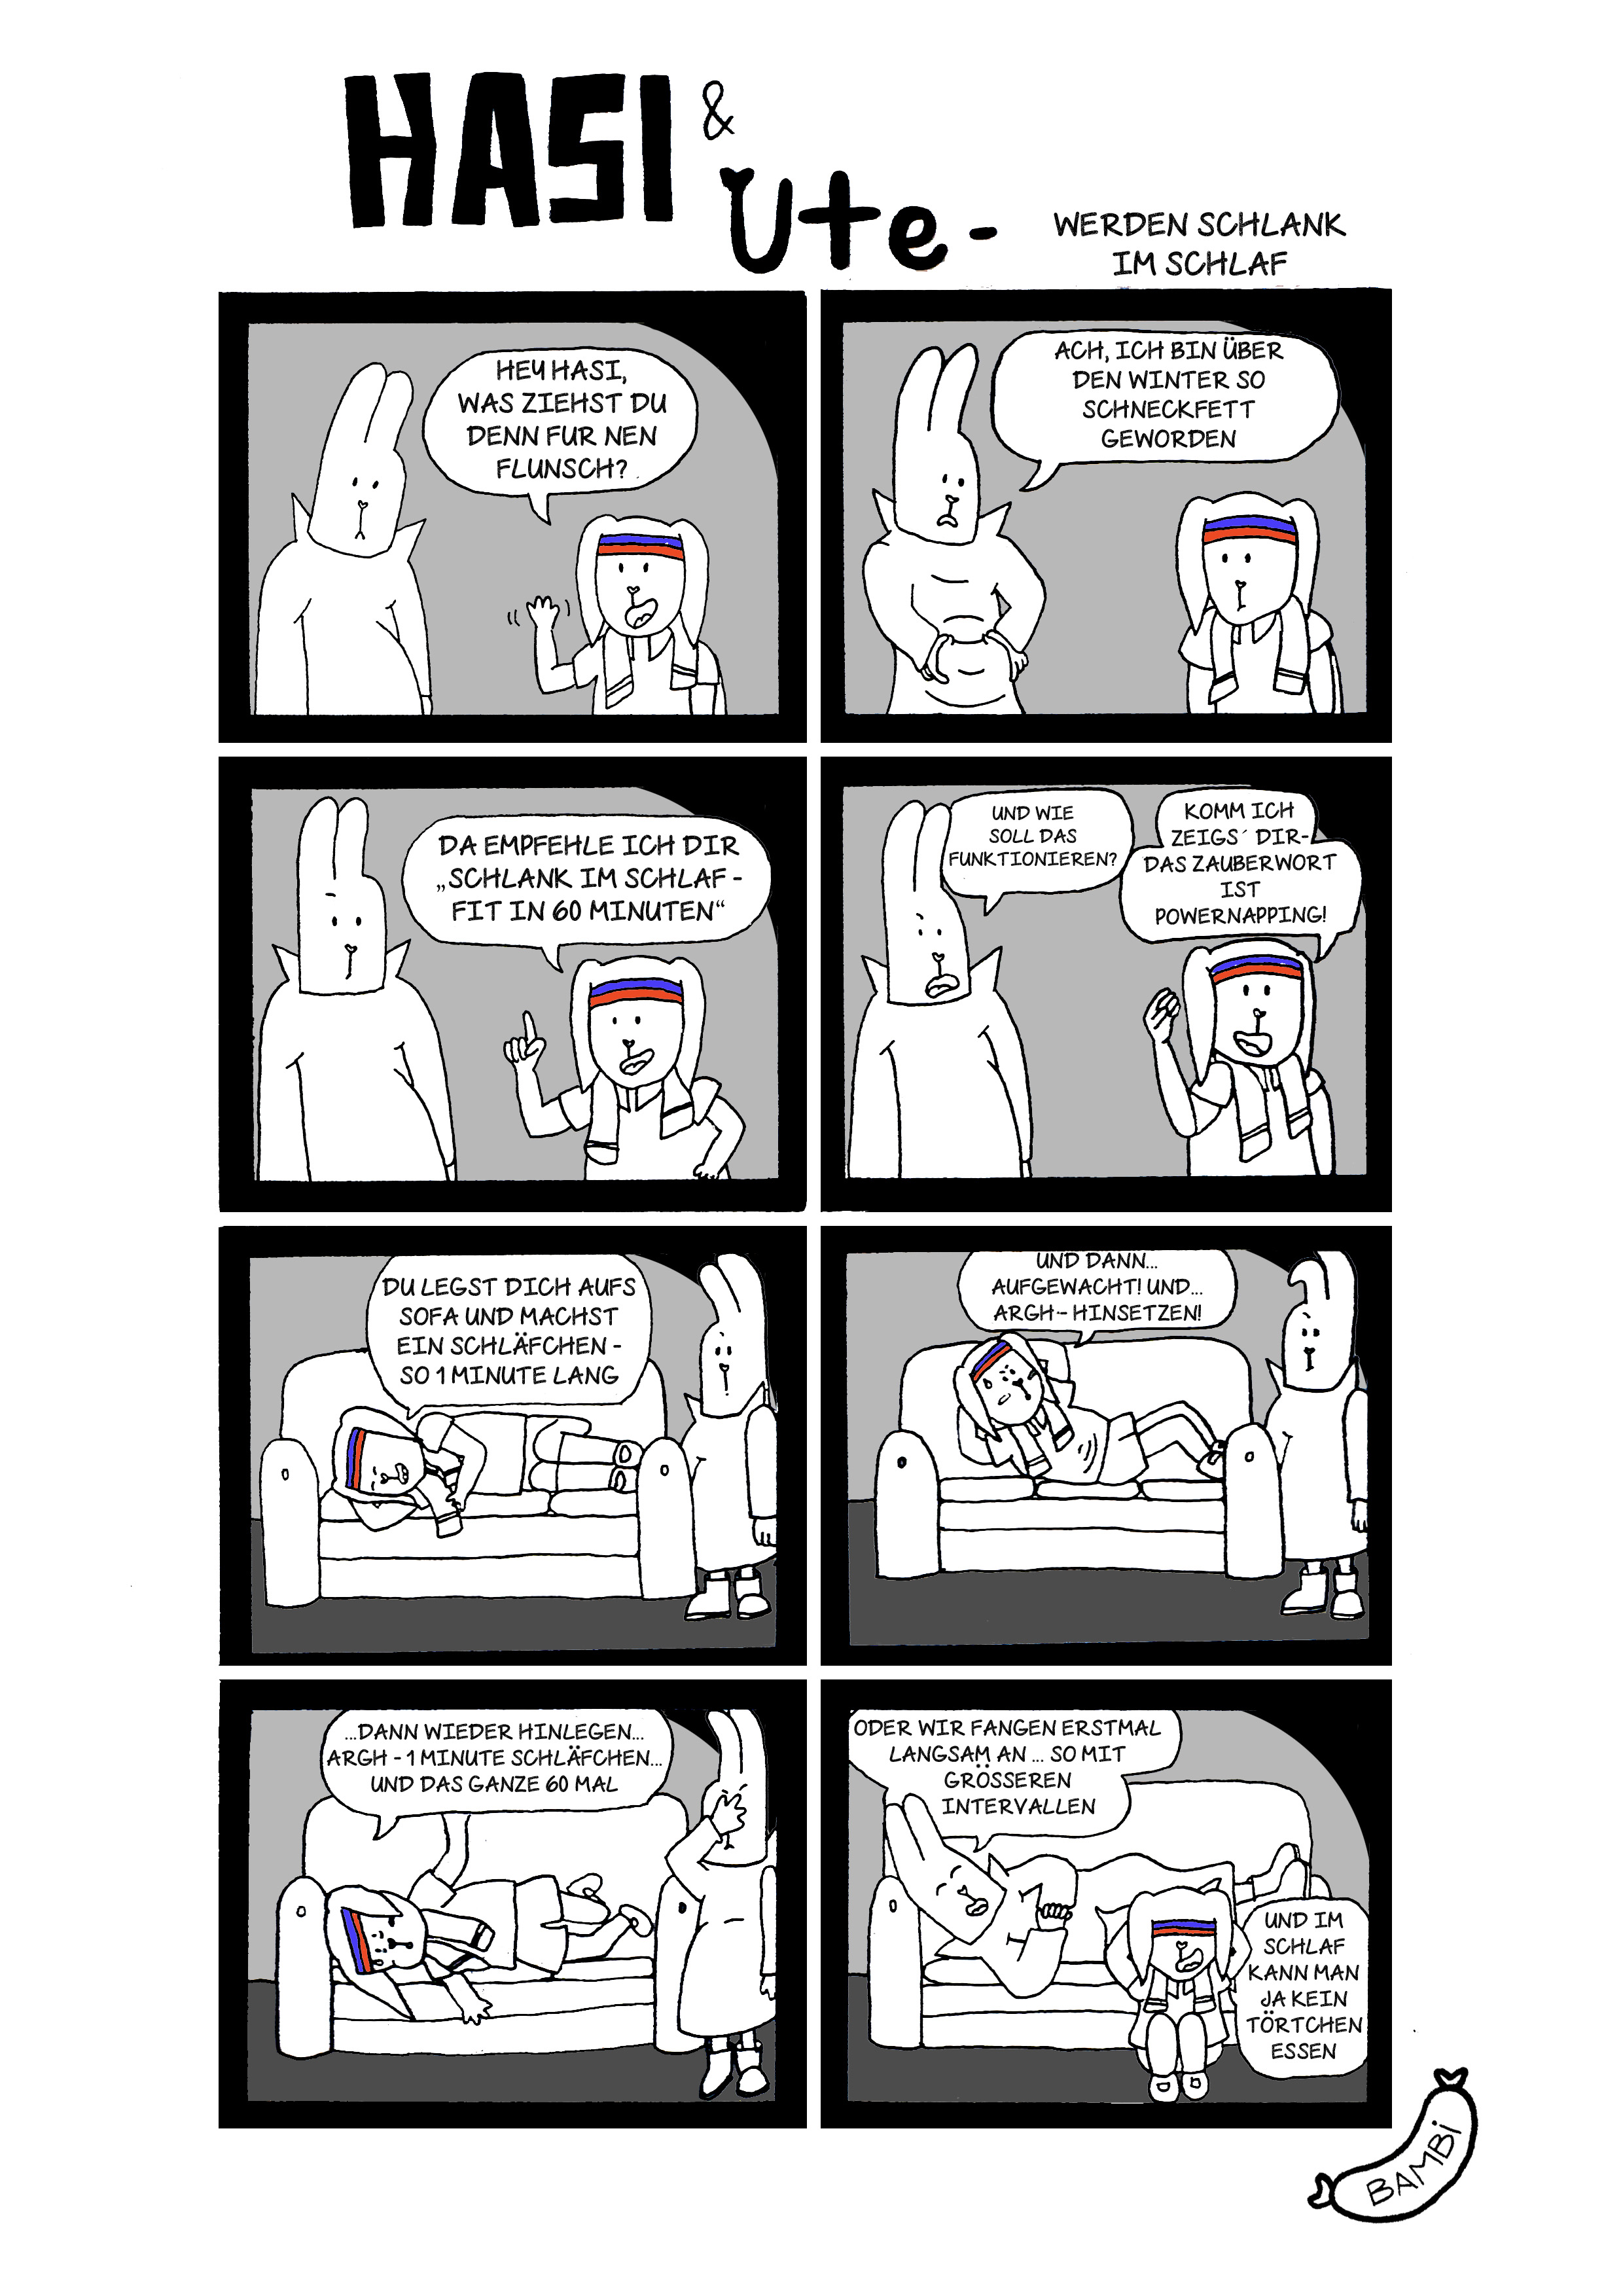 HASI
&
Ute -
WERDEN SCHLANK
IM SCHLAF
HEY HASI,
WAS ZIEHST DU
DENN FUR NEN
FLUNSCH?
ACH, ICH BIN ÜBER
DEN WINTER SO
SCHNECKFETT
GEWORDEN
DA EMPFEHLE ICH DIR
„SCHLANK IM SCHLAF -
FIT IN 60 MINUTEN“
UND WIE
SOLL DAS
FUNKTIONIEREN?
KOMM ICH
ZEIGS´ DIR-
DAS ZAUBERWORT
IST
POWERNAPPING!
DU LEGST DICH AUFS
SOFA UND MACHST
EIN SCHLÄFCHEN -
SO 1 MINUTE LANG
UND DANN...
AUFGEWACHT! UND...
ARGH-- HINSETZEN!
...DANN WIEDER HINLEGEN...
ARGH - 1 MINUTE SCHLÄFCHEN...
UND DAS GANZE 60 MAL
ODER WIR FANGEN ERSTMAL
LANGSAM AN ... SO MIT
GRÖSSEREN
INTERVALLEN
UND IM
SCHLAF
KANN MAN
JA KEIN
TÖRTCHEN
ESSEN
BAMBi